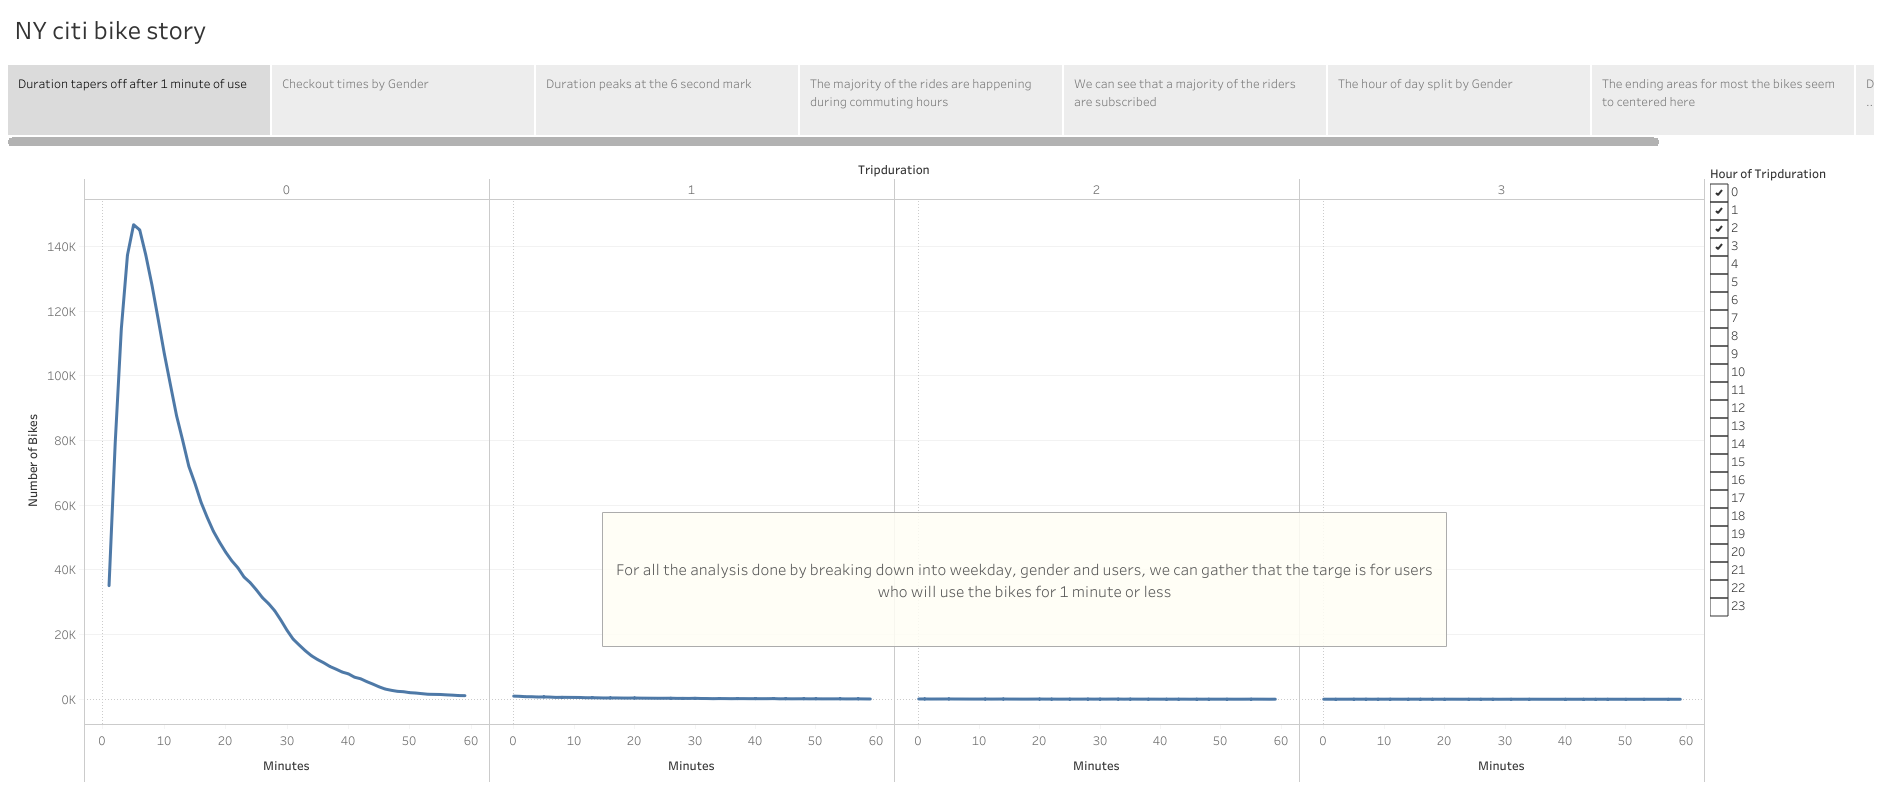 NY citi bike story
Duration tapers off after 1 minute of use
Checkout times by Gender
Duration peaks at the 6 second mark
The majority of the rides are happening
during commuting hours
We can see that a majority of the riders
are subscribed
The hour of day split by Gender
The ending areas for most the bikes seem
to centered here
D
..
Tripduration
0 1 2 3
Number of Bikes
140K
120K
100K
80K
60K
40K
20K
0K
For all the analysis done by breaking down into weekday, gender and users, we can gather that the targe is for users
who will use the bikes for 1 minute or less
0 10 20 30 40 50 60 0 10 20 30 40 50 60 0 10 20 30 40 50 60 0 10 20 30 40 50 60
Minutes Minutes Minutes Minutes
Hour of Tripduration
0
1
2
3
4
5
6
7
8
9
10
11
12
13
14
15
16
17
18
19
20
21
22
23